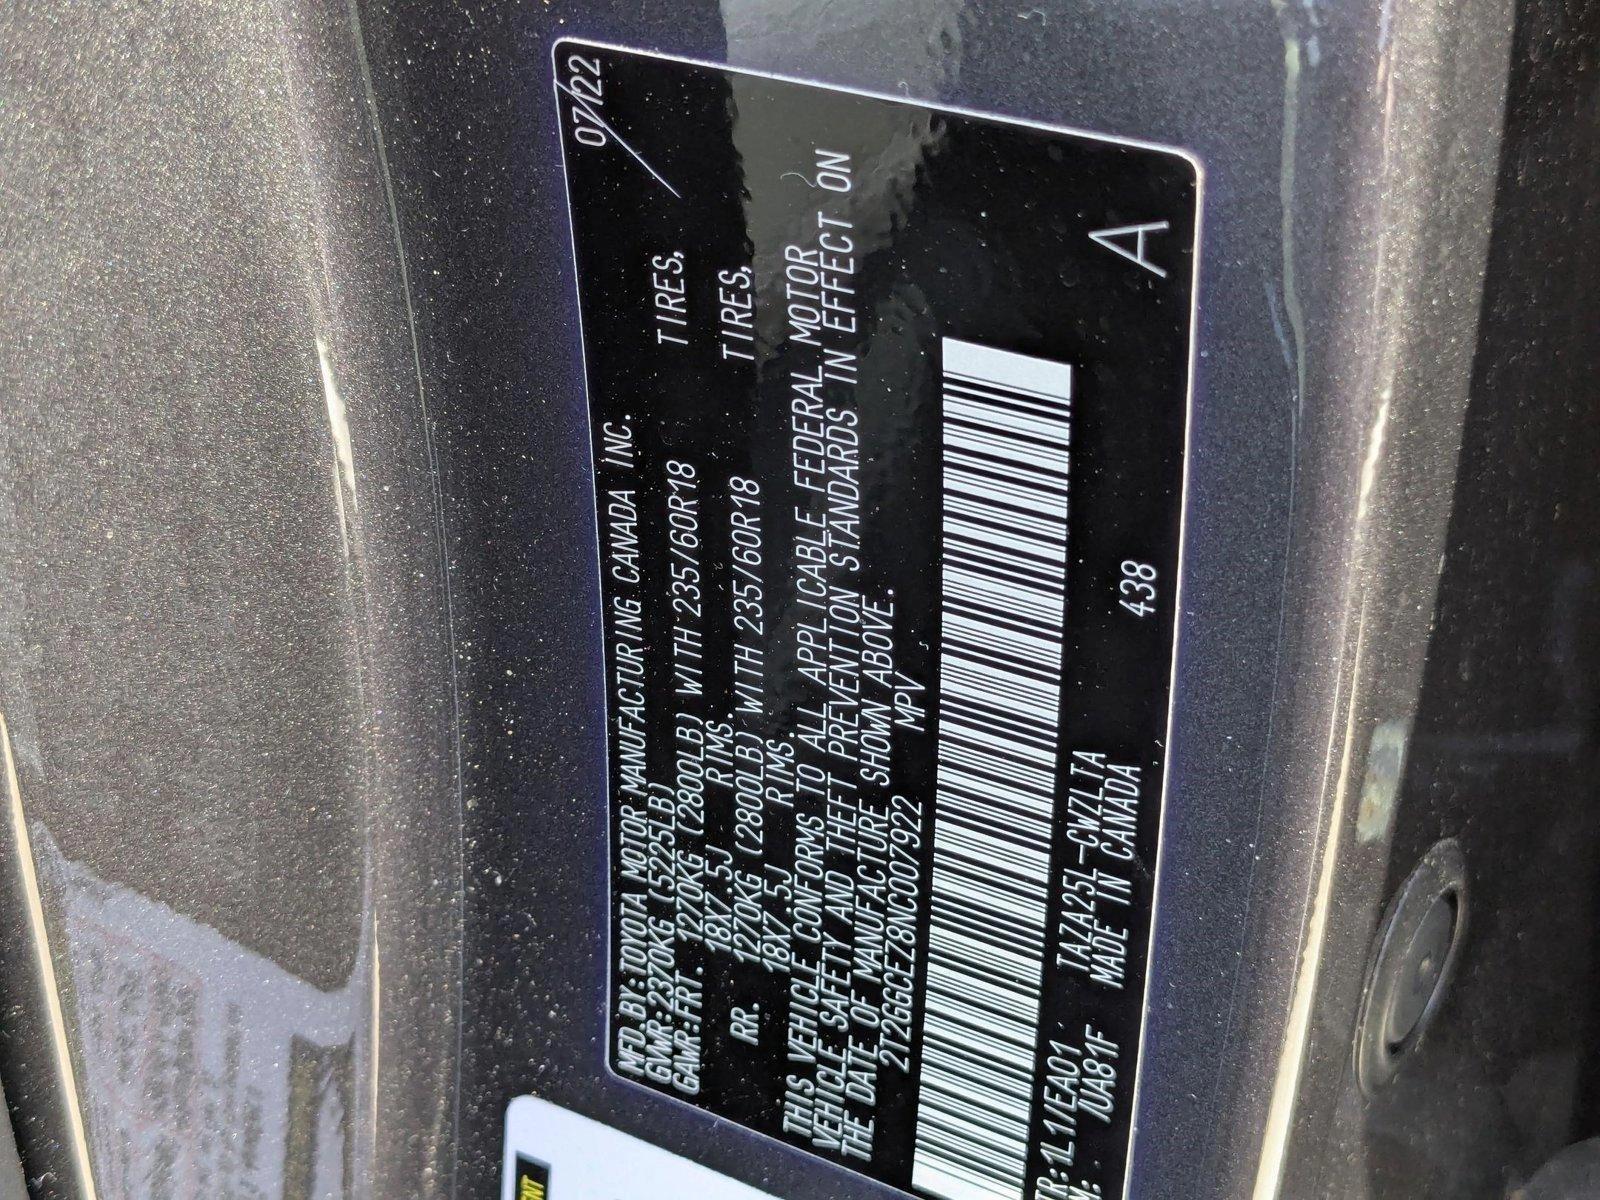 07/22
MFD BY:TOYOTA MOTOR MANUFACTURING CANADA INC.
GVWR:2370KG (5225LB)
GAWR:FRT. 1270KG (2800LB) WITH 235/60R18 TIRES,
18X7.5J RIMS.
RR. 1270KG (2800LB) WITH 235/60R18 TIRES,
18X7.5J RIMS.
THIS VEHICLE CONFORMS TO ALL APPLICABLE FEDERAL MOTOR
VEHICLE SAFETY AND THEFT PREVENTION STANDARDS IN EFFECT ON
THE DATE OF MANUFACTURE SHOWN ABOVE.
2T2GGCEZ8NC007922 MPV
TR:1L1/EA01 TAZA25L-CWZLTA
M: JUA81F MADE IN CANADA 438 A